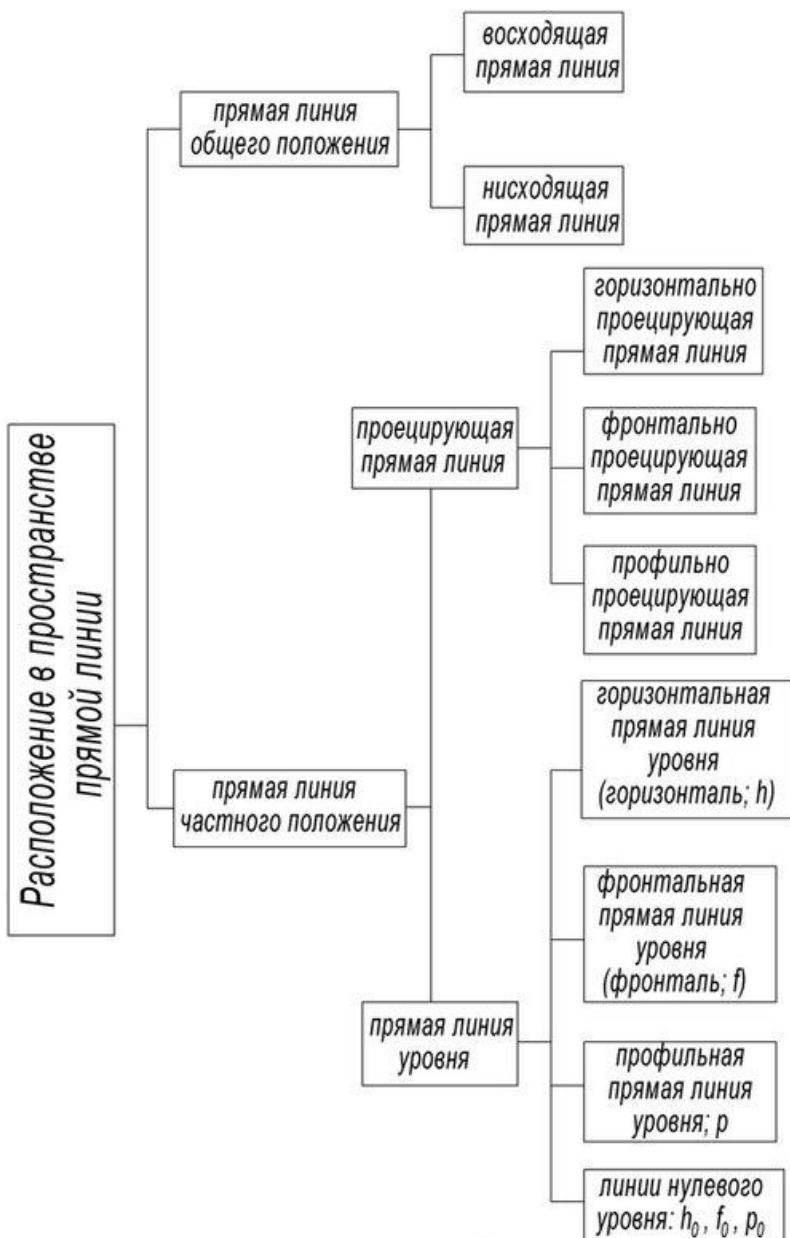 Расположение в пространстве
прямой линии
прямая линия
общего положения
восходящая
прямая линия
нисходящая
прямая линия
прямая линия
частного положения
проецирующая
прямая линия
горизонтально
проецирующая
прямая линия
фронтально
проецирующая
прямая линия
профильно
проецирующая
прямая линия
прямая линия
уровня
горизонтальная
прямая линия
уровня
(горизонталь; h)
фронтальная
прямая линия
уровня
(фронталь; f)
профильная
прямая линия
уровня; p
линии нулевого
уровня: h₀, f₀, p₀